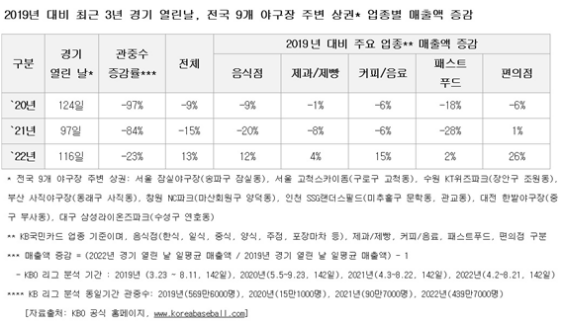 2019년 대비 최근 3년 경기 열린날, 전국 9개 야구장 주변 상권* 업종별 매출액 증감
구분 경기 열린 날* 관중수 증감률*** 2019년 대비 주요 업종** 매출액 증감
전체 음식점 제과/제빵 커피/음료 패스트푸드 편의점
`20년 124일 -97% -9% -9% -1% -6% -18% -6%
`21년 97일 -84% -15% -20% -8% -6% -28% 1%
`22년 116일 -23% 13% 12% 4% 15% 2% 26%
* 전국 9개 야구장 주변 상권: 서울 잠실야구장(송파구 잠실동), 서울 고척스카이돔(구로구 고척동), 수원 KT위즈파크(장안구 조원동),
부산 사직야구장(동래구 사직동), 창원 NC파크(마산회원구 양덕동), 인천 SSG랜더스필드(미추홀구 문학동, 관교동), 대전 한밭야구장(중
구 부사동), 대구 삼성라이온즈파크(수성구 연호동)
** KB국민카드 업종 기준이며, 음식점(한식, 일식, 중식, 양식, 주점, 포장마차 등), 제과/제빵, 커피/음료, 패스트푸드, 편의점 구분
*** 매출액 증감 = (2022년 경기 열린 날 일평균 매출액 / 2019년 경기 열린 날 일평균 매출액) - 1
- KBO 리그 분석 기간 : 2019년 (3.23 - 8.11, 142일), 2020년(5.5-9.23, 142일), 2021년(4.3-8.22, 142일), 2022년(4.2-8.21, 142일)
**** KB 리그 분석 동일기간 관중수: 2019년(569만6000명), 2020년(15만1000명), 2021년(90만7000명), 2022년(439만7000명)
[자료출처: KBO 공식 홈페이지, www.koreabaseball.com]